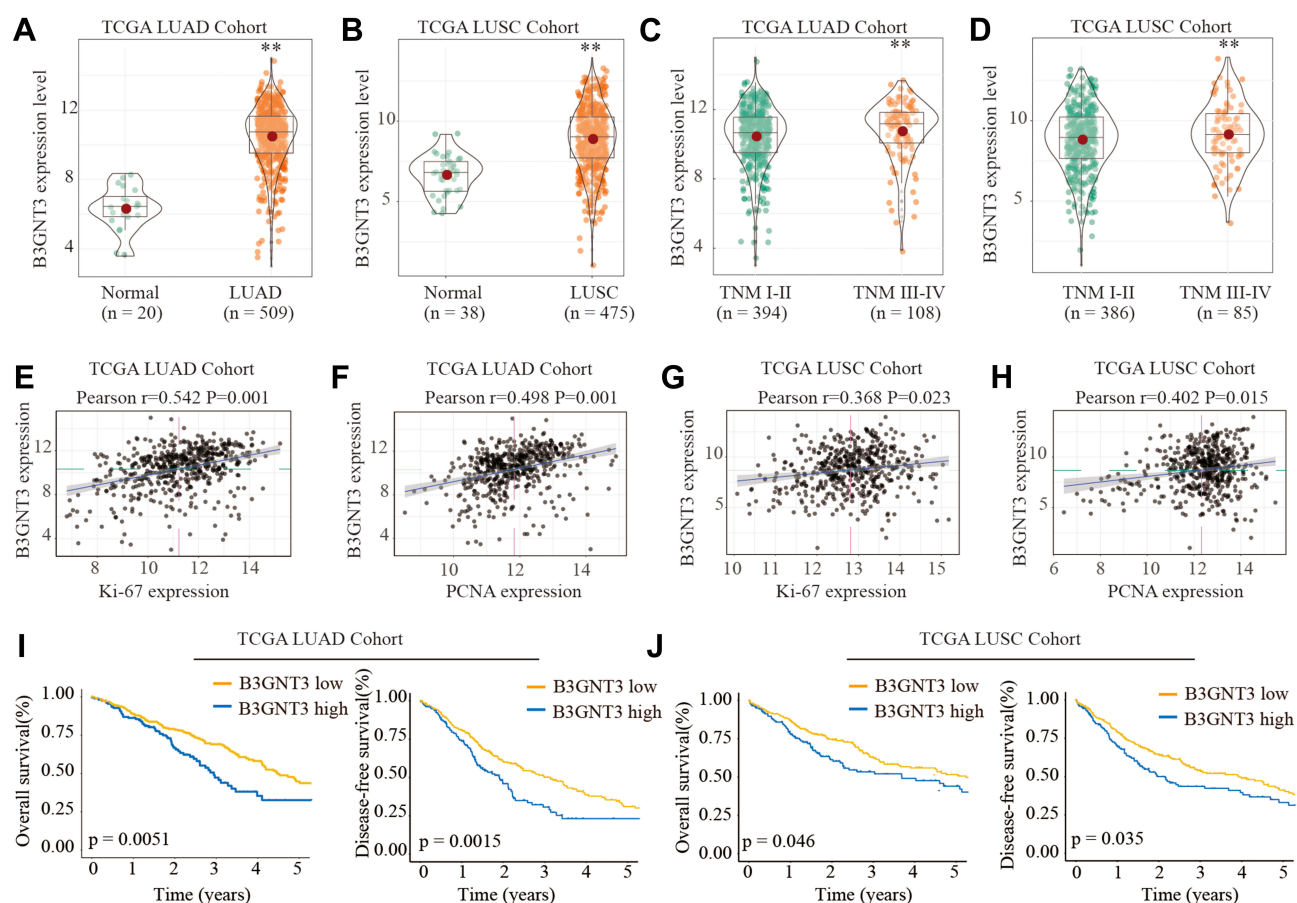 A
TCGA LUAD Cohort
**
B3GNT3 expression level
12
8
4
Normal
(n = 20)
LUAD
(n = 509)
B
TCGA LUSC Cohort
**
B3GNT3 expression level
10
5
Normal
(n = 38)
LUSC
(n = 475)
C
TCGA LUAD Cohort
**
B3GNT3 expression level
12
8
4
TNM I-II
(n = 394)
TNM III-IV
(n = 108)
D
TCGA LUSC Cohort
**
B3GNT3 expression level
10
5
TNM I-II
(n = 386)
TNM III-IV
(n = 85)
E
TCGA LUAD Cohort
Pearson r=0.542 P=0.001
B3GNT3 expression
12
8
4
8 10 12 14
Ki-67 expression
F
TCGA LUAD Cohort
Pearson r=0.498 P=0.001
B3GNT3 expression
12
8
4
10 12 14
PCNA expression
G
TCGA LUSC Cohort
Pearson r=0.368 P=0.023
B3GNT3 expression
10
5
10 11 12 13 14 15
Ki-67 expression
H
TCGA LUSC Cohort
Pearson r=0.402 P=0.015
B3GNT3 expression
10
5
6 8 10 12 14
PCNA expression
I
TCGA LUAD Cohort
B3GNT3 low
B3GNT3 high
Overall survival(%)
1.00
0.75
0.50
0.25
0.00
p = 0.0051
0 1 2 3 4 5
Time (years)
B3GNT3 low
B3GNT3 high
Disease-free survival(%)
1.00
0.75
0.50
0.25
0.00
p = 0.0015
0 1 2 3 4 5
Time (years)
J
TCGA LUSC Cohort
B3GNT3 low
B3GNT3 high
Overall survival(%)
1.00
0.75
0.50
0.25
0.00
p = 0.046
0 1 2 3 4 5
Time (years)
B3GNT3 low
B3GNT3 high
Disease-free survival(%)
1.00
0.75
0.50
0.25
0.00
p = 0.035
0 1 2 3 4 5
Time (years)